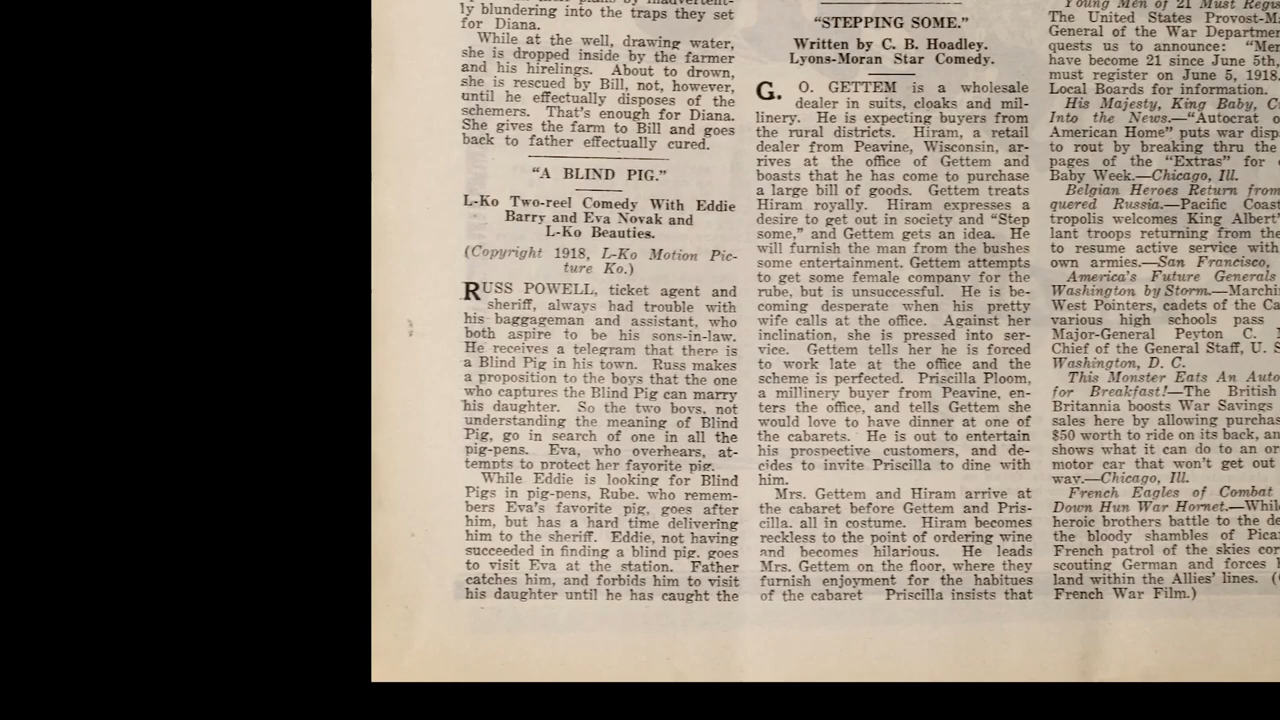 ly blundering into the traps they set
for Diana.
While at the well, drawing water,
she is dropped inside by the farmer
and his hirelings. About to drown,
she is rescued by Bill, not, however,
until he effectually disposes of the
schemers. That's enough for Diana.
She gives the farm to Bill and goes
back to father effectually cured.
"A BLIND PIG."
L-Ko Two-reel Comedy With Eddie
Barry and Eva Novak and
L-Ko Beauties.
(Copyright 1918, L-Ko Motion Pic-
ture Ko.)
RUSS POWELL, ticket agent and
sheriff, always had trouble with
his baggageman and assistant, who
both aspire to be his sons-in-law.
He receives a telegram that there is
a Blind Pig in his town. Russ makes
a proposition to the boys that the one
who captures the Blind Pig can marry
his daughter. So the two boys, not
understanding the meaning of Blind
Pig, go in search of one in all the
pig-pens. Eva, who overhears, at-
tempts to protect her favorite pig.
While Eddie is looking for Blind
Pigs in pig-pens, Rube. who remem-
bers Eva's favorite pig, goes after
him, but has a hard time delivering
him to the sheriff. Eddie, not having
succeeded in finding a blind pig. goes
to visit Eva at the station. Father
catches him, and forbids him to visit
his daughter until he has caught the
"STEPPING SOME."
Written by C. B. Hoadley.
Lyons-Moran Star Comedy.
G. O. GETTEM is a wholesale
dealer in suits, cloaks and mil-
linery. He is expecting buyers from
the rural districts. Hiram, a retail
dealer from Peavine, Wisconsin, ar-
rives at the office of Gettem and
boasts that he has come to purchase
a large bill of goods. Gettem treats
Hiram royally. Hiram expresses a
desire to get out in society and "Step
some," and Gettem gets an idea. He
will furnish the man from the bushes
some entertainment. Gettem attempts
to get some female company for the
rube, but is unsuccessful. He is be-
coming desperate when his pretty
wife calls at the office. Against her
inclination, she is pressed into ser-
vice. Gettem tells her he is forced
to work late at the office and the
scheme is perfected. Priscilla Ploom,
a millinery buyer from Peavine, en-
ters the office, and tells Gettem she
would love to have dinner at one of
the cabarets. He is out to entertain
his prospective customers, and de-
cides to invite Priscilla to dine with
him.
Mrs. Gettem and Hiram arrive at
the cabaret before Gettem and Pris-
cilla. all in costume. Hiram becomes
reckless to the point of ordering wine
and becomes hilarious. He leads
Mrs. Gettem on the floor, where they
furnish enjoyment for the habitues
of the cabaret Priscilla insists that
Young Men of 21 Must
The United States
General of the War
quests us to announce:
have become 21 since June 5th,
must register on June 5, 1918.
Local Boards for information.
His Majesty, King Baby,
Into the News.—"Autocrat
American Home" puts war
to rout by breaking thru the
pages of the "Extras" for
Baby Week.—Chicago, Ill.
Belgian Heroes Return from
quered Russia.—Pacific
tropolis welcomes King
lant troops returning from the
to resume active service with
own armies.—San Francisco,
America's Future Generals
Washington by Storm.—
West Pointers, cadets of the
various high schools pass
Major-General Peyton C.
Chief of the General Staff, U.
Washington, D. C.
This Monster Eats An
for Breakfast!—The British
Britannia boosts War Savings
sales here by allowing
$50 worth to ride on its back,
shows what it can do to an
motor car that won't get out
way.—Chicago, Ill.
French Eagles of Combat
Down Hun War Hornet.—
heroic brothers battle to the
the bloody shambles of
French patrol of the skies
scouting German and forces
land within the Allies' lines.
French War Film.)